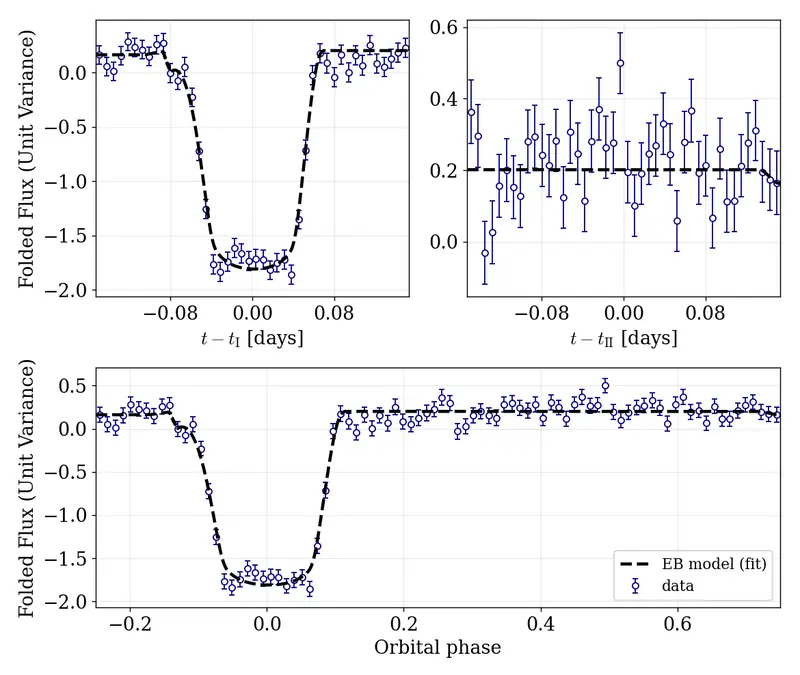 Folded Flux (Unit Variance)
0.0
−0.5
−1.0
−1.5
−2.0
−0.08 0.00 0.08
t − tI [days]
0.6
0.4
0.2
0.0
−0.08 0.00 0.08
t − tII [days]
Folded Flux (Unit Variance)
0.5
0.0
−0.5
−1.0
−1.5
−2.0
EB model (fit)
data
−0.2 0.0 0.2 0.4 0.6
Orbital phase